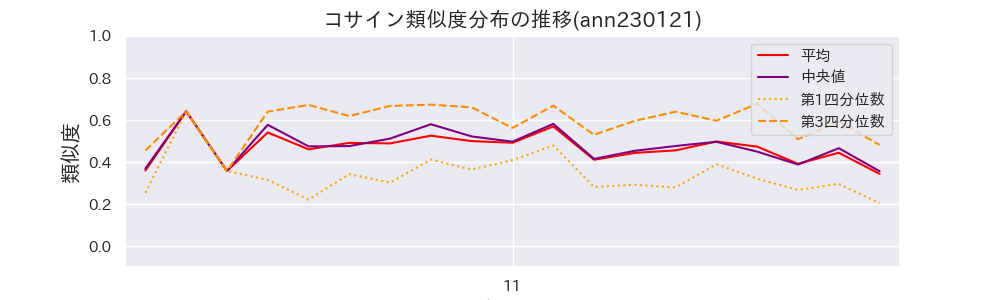 コサイン類似度分布の推移(ann230121)
1.0
0.8
0.6
0.4
0.2
0.0
類似度
平均
中央値
第1四分位数
第3四分位数
11